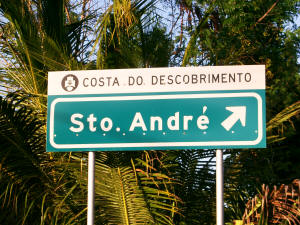 COSTA DO DESCOBRIMENTO
Sto. André